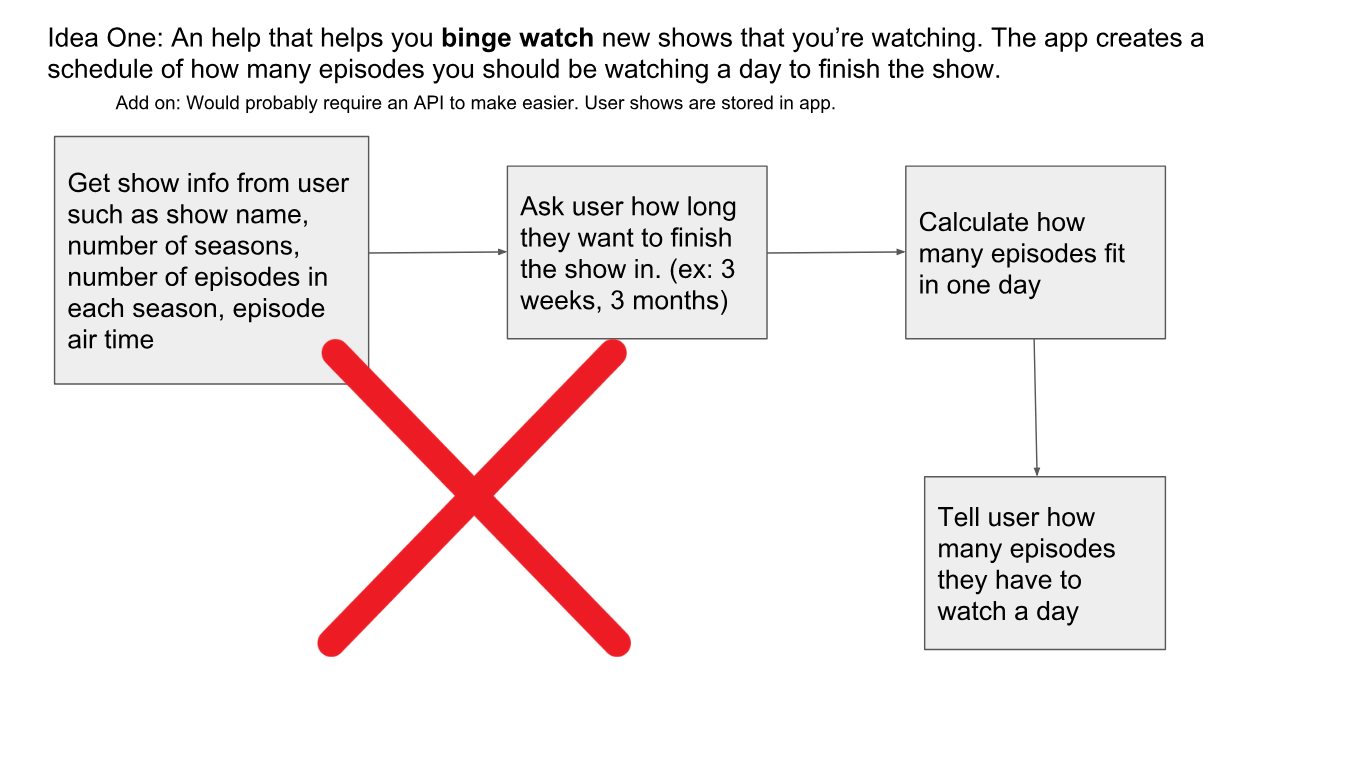 Idea One: An help that helps you binge watch new shows that you’re watching. The app creates a
schedule of how many episodes you should be watching a day to finish the show.
Add on: Would probably require an API to make easier. User shows are stored in app.
Get show info from user
such as show name,
number of seasons,
number of episodes in
each season, episode
air time
Ask user how long
they want to finish
the show in. (ex: 3
weeks, 3 months)
Calculate how
many episodes fit
in one day
Tell user how
many episodes
they have to
watch a day